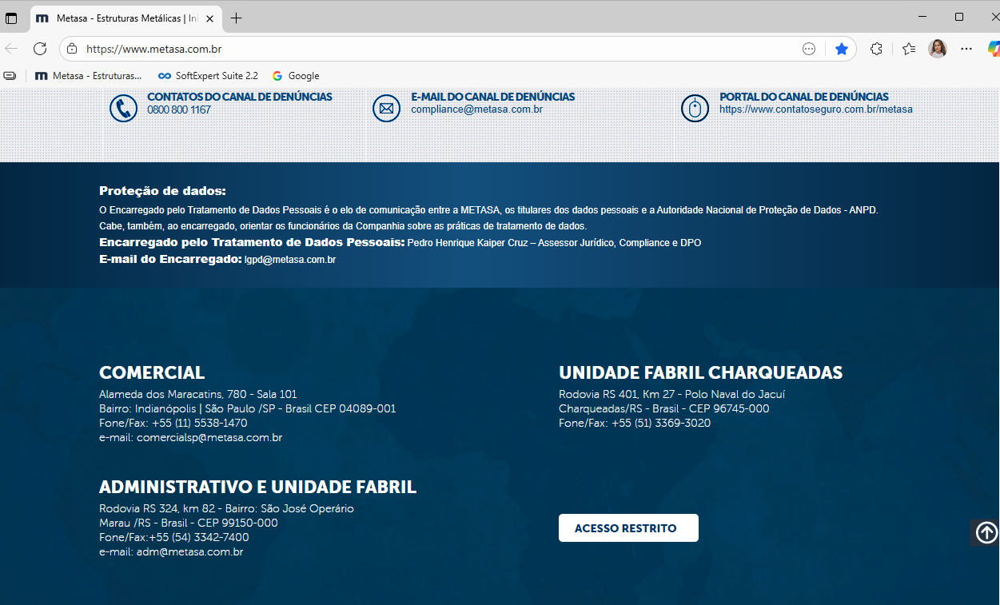 Metasa - Estruturas Metálicas | Ini
https://www.metasa.com.br
Metasa - Estruturas...
SoftExpert Suite 2.2
Google
CONTATOS DO CANAL DE DENÚNCIAS
0800 800 1167
E-MAIL DO CANAL DE DENÚNCIAS
compliance@metasa.com.br
PORTAL DO CANAL DE DENÚNCIAS
https://www.contatoseguro.com.br/metasa
Proteção de dados:
O Encarregado pelo Tratamento de Dados Pessoais é o elo de comunicação entre a METASA, os titulares dos dados pessoais e a Autoridade Nacional de Proteção de Dados - ANPD.
Cabe, também, ao encarregado, orientar os funcionários da Companhia sobre as práticas de tratamento de dados.
Encarregado pelo Tratamento de Dados Pessoais: Pedro Henrique Kaiper Cruz – Assessor Jurídico, Compliance e DPO
E-mail do Encarregado: lgpd@metasa.com.br
COMERCIAL
Alameda dos Maracatins, 780 - Sala 101
Bairro: Indianópolis | São Paulo /SP - Brasil CEP 04089-001
Fone/Fax: +55 (11) 5538-1470
e-mail: comercialsp@metasa.com.br
UNIDADE FABRIL CHARQUEADAS
Rodovia RS 401, Km 27 - Polo Naval do Jacuí
Charqueadas/RS - Brasil - CEP 96745-000
Fone/Fax: +55 (51) 3369-3020
ADMINISTRATIVO E UNIDADE FABRIL
Rodovia RS 324, km 82 - Bairro: São José Operário
Marau /RS - Brasil - CEP 99150-000
Fone/Fax:+55 (54) 3342-7400
e-mail: adm@metasa.com.br
ACESSO RESTRITO